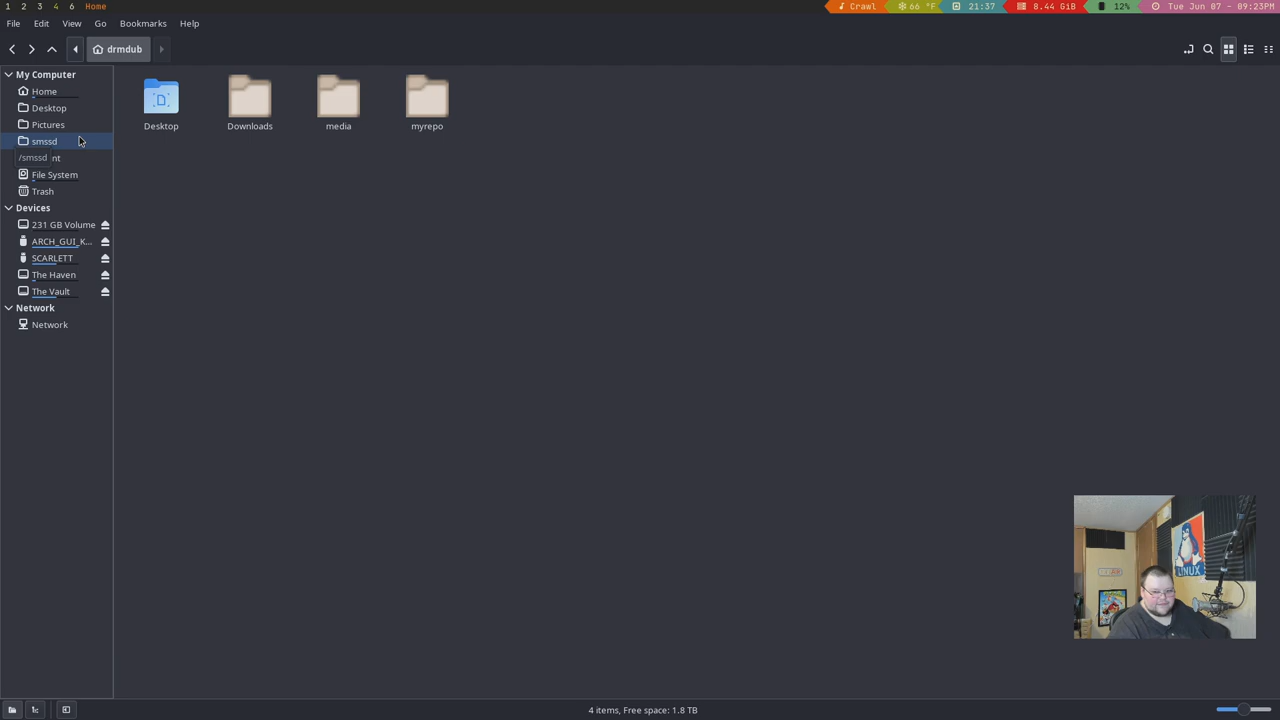 1 2 3 4 6 Home
Crawl 66 °F 21:37 8.44 GiB 12% Tue Jun 07 - 09:23PM
File Edit View Go Bookmarks Help
drmdub
My Computer
Home
Desktop
Pictures
smssd
/smssd nt
File System
Trash
Devices
231 GB Volume
ARCH_GUI_K...
SCARLETT
The Haven
The Vault
Network
Network
Desktop Downloads media myrepo
LINUX
4 items, Free space: 1.8 TB